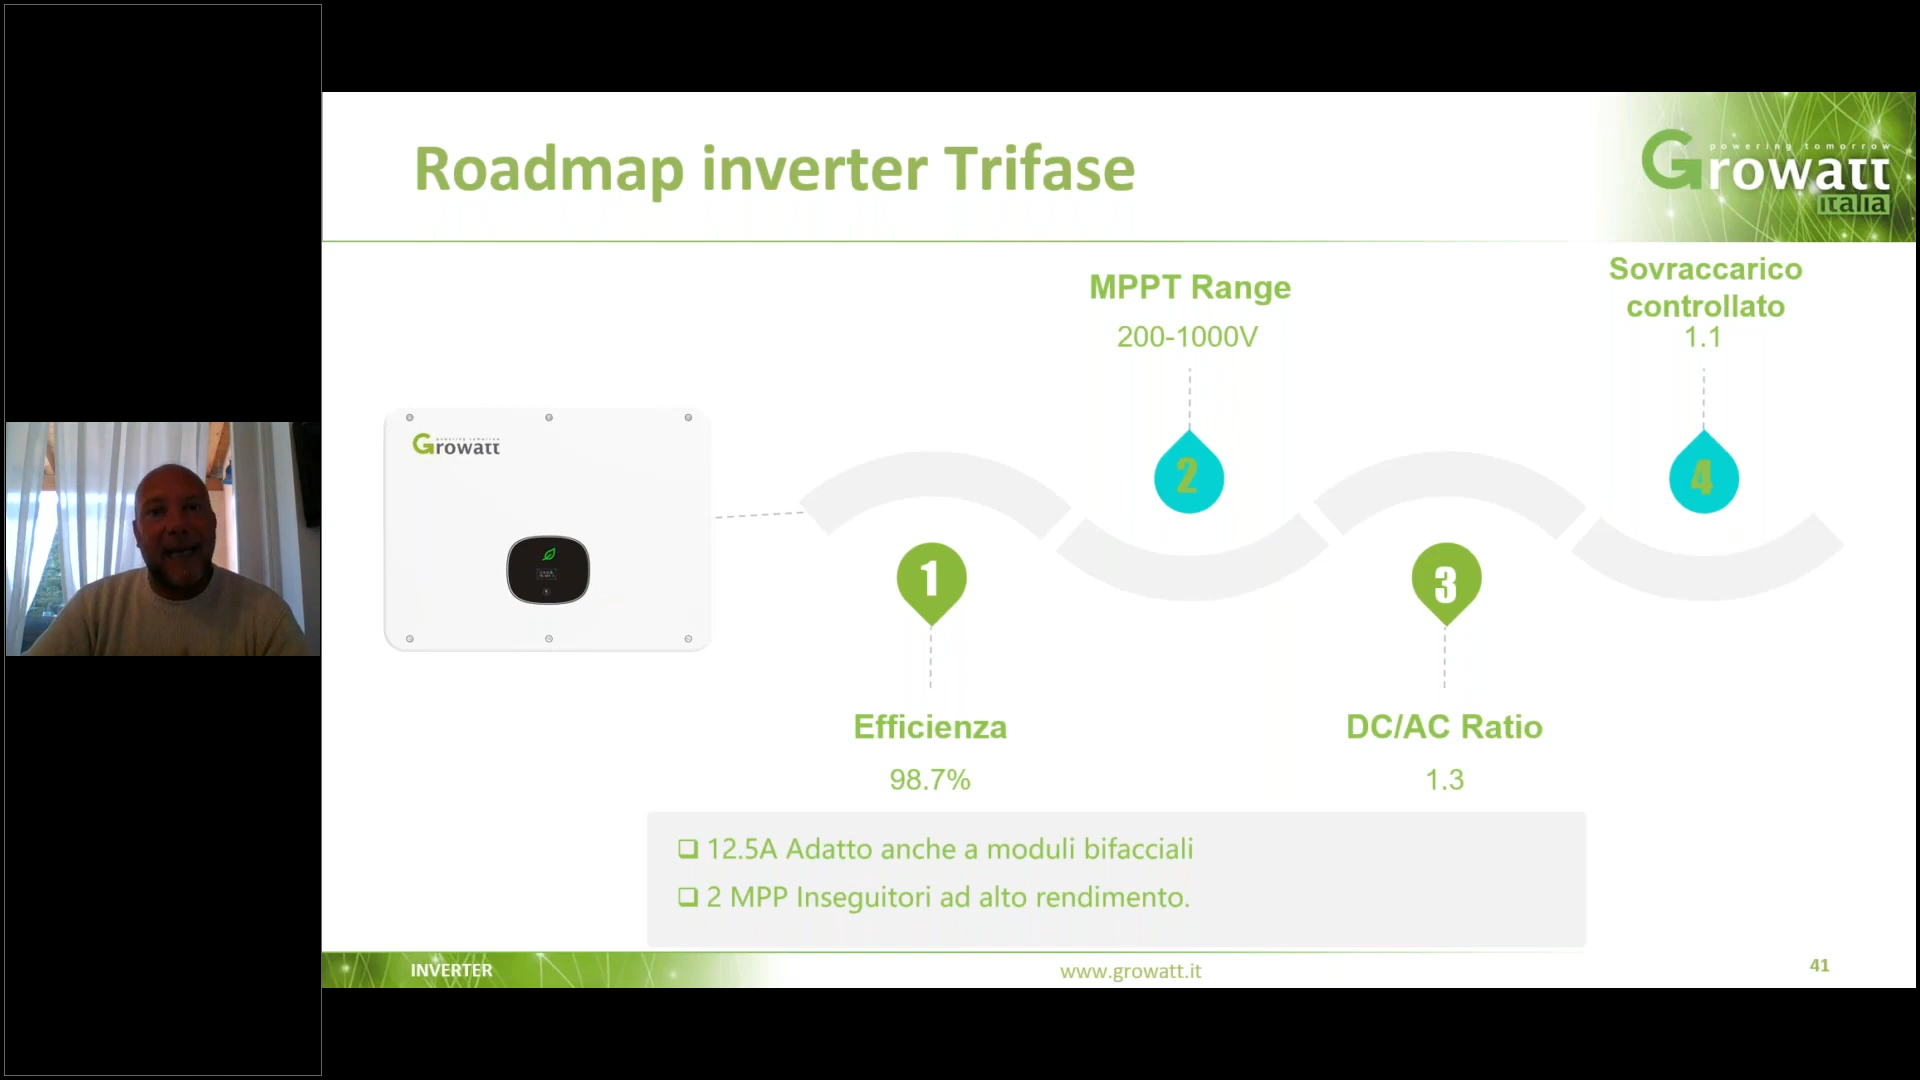 Roadmap inverter Trifase
powering tomorrow
Growatt
italia
MPPT Range
200-1000V
Sovraccarico
controllato
1.1
Growatt
1
2
3
4
Efficienza
98.7%
DC/AC Ratio
1.3
❑ 12.5A Adatto anche a moduli bifacciali
❑ 2 MPP Inseguitori ad alto rendimento.
INVERTER
www.growatt.it
41